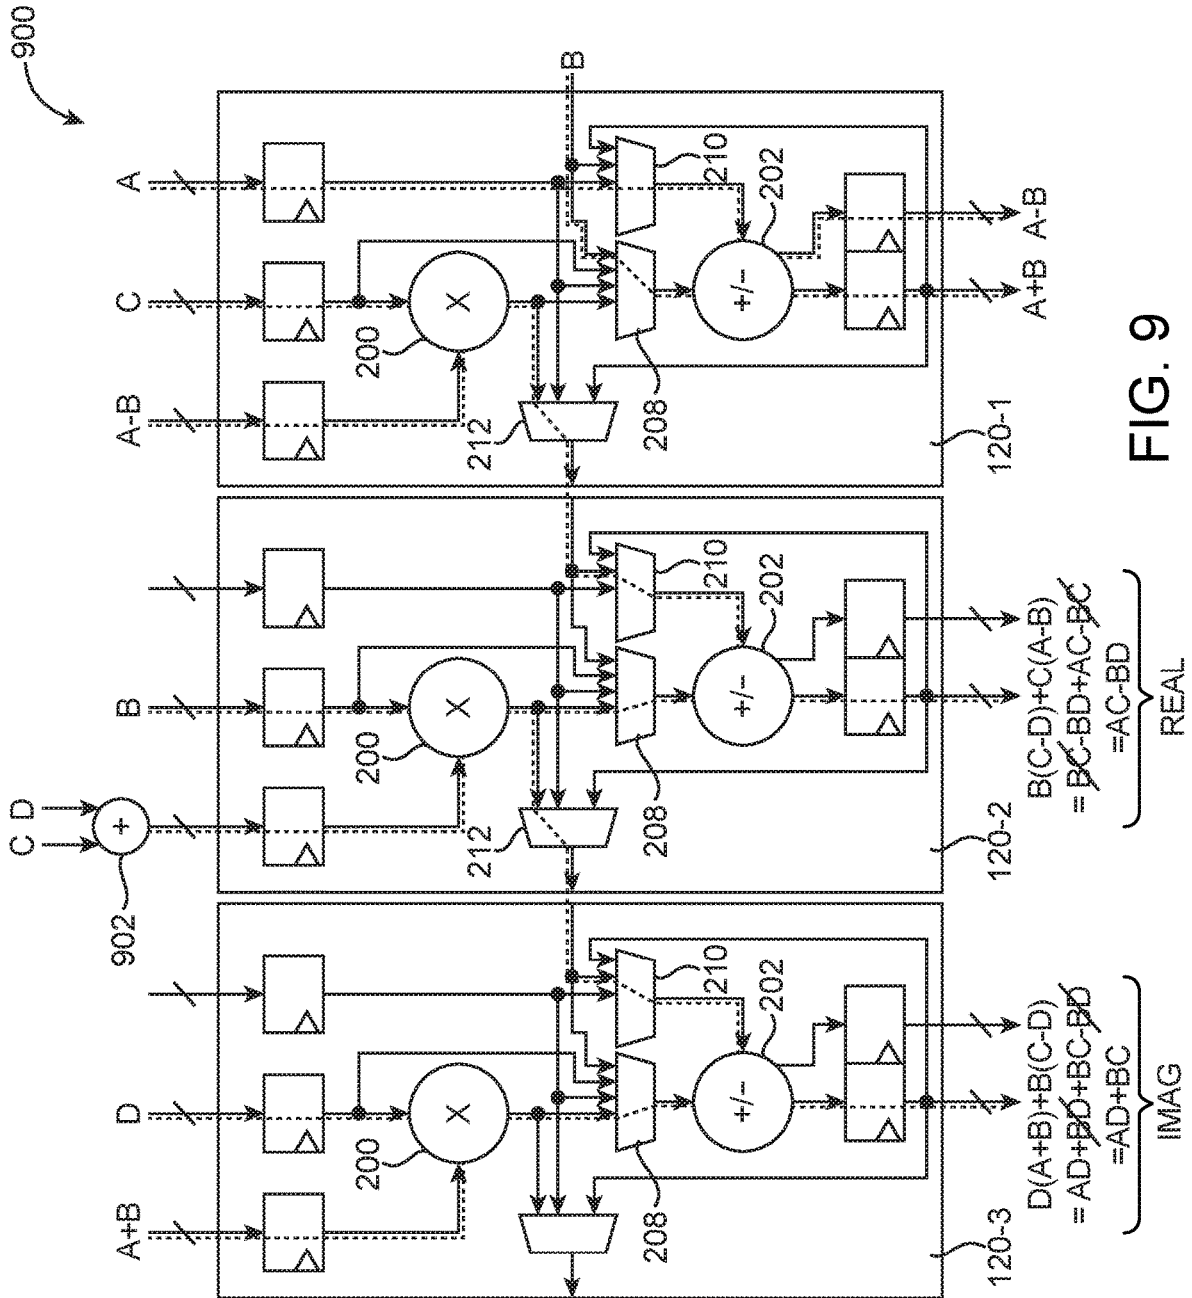 900
C D
+
902
A+B
D
B
A-B
C
A
200
X
200
X
200
X
212
212
B
208
210
208
210
208
210
+/-
202
+/-
202
+/-
202
120-3
120-2
120-1
D(A+B)+B(C-D)
= AD+BD+BC-BD
=AD+BC
IMAG
B(C-D)+C(A-B)
= BC-BD+AC-BC
=AC-BD
REAL
A+B
A-B
FIG. 9